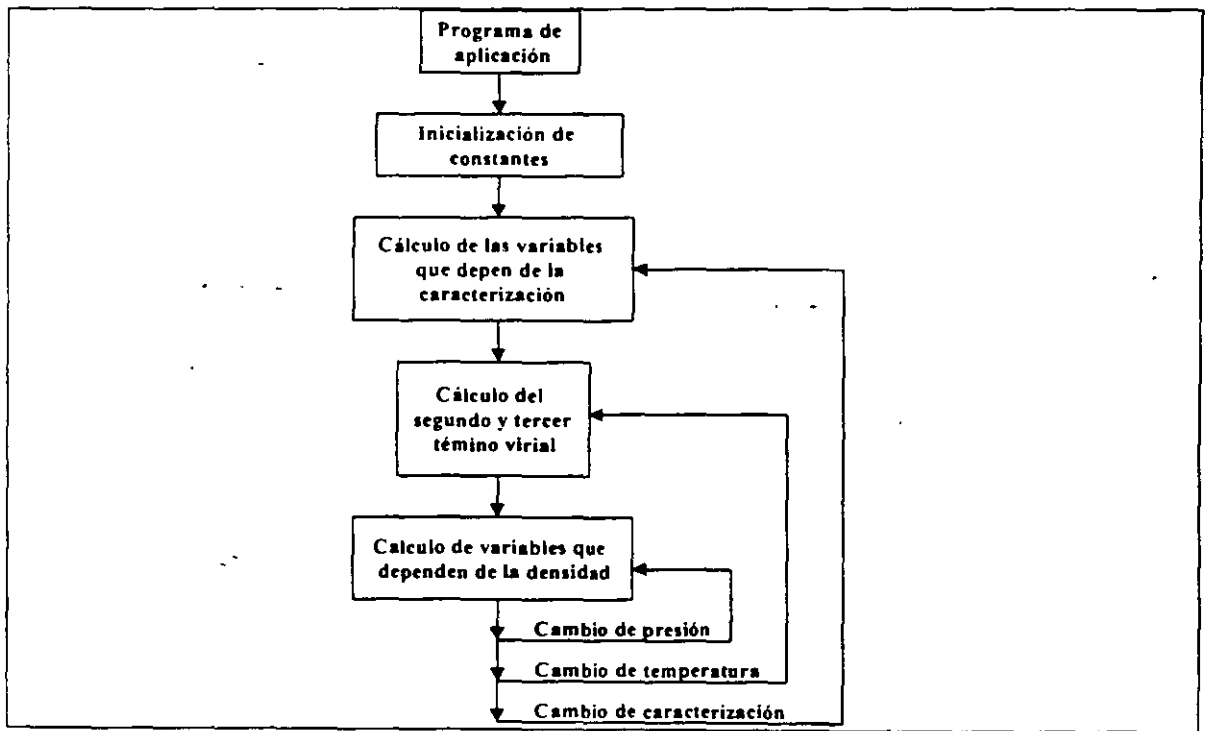 Programa de
aplicación
Inicialización de
constantes
Cálculo de las variables
que depen de la
caracterización
Cálculo del
segundo y tercer
témino virial
Calculo de variables que
dependen de la densidad
Cambio de presión
Cambio de temperatura
Cambio de caracterización